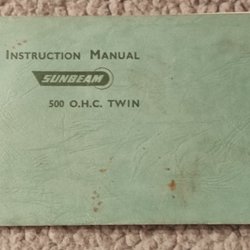 INSTRUCTION MANUAL
SUNBEAM
500 O.H.C. TWIN